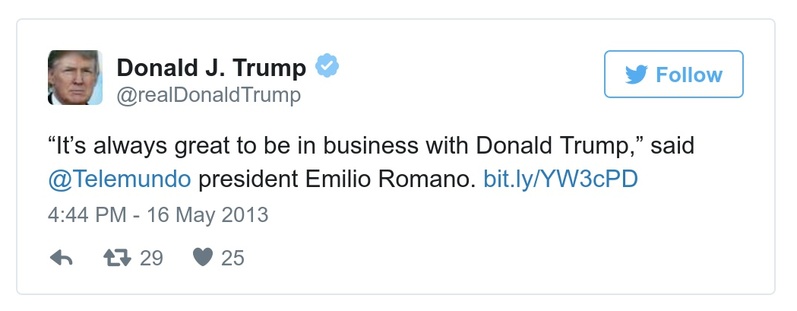 Donald J. Trump
@realDonaldTrump
Follow
“It’s always great to be in business with Donald Trump,” said
@Telemundo president Emilio Romano. bit.ly/YW3cPD
4:44 PM - 16 May 2013
29 25